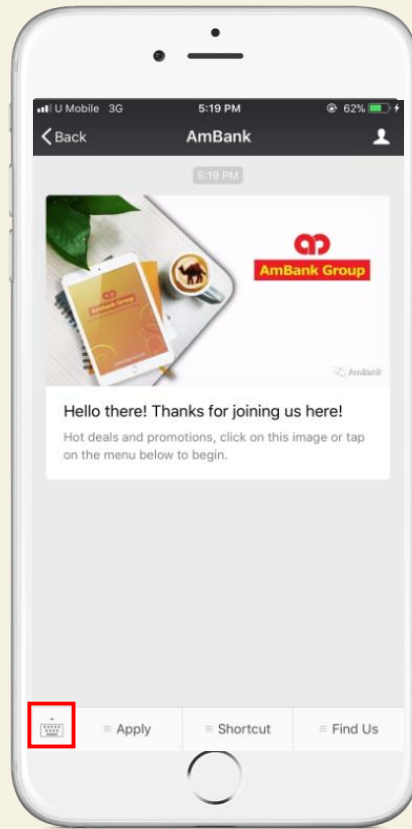 U Mobile 3G 5:19 PM 62%
Back AmBank
5:19 PM
AmBank Group
AmBank Group
AmBank
Hello there! Thanks for joining us here!
Hot deals and promotions, click on this image or tap
on the menu below to begin.
Apply Shortcut Find Us